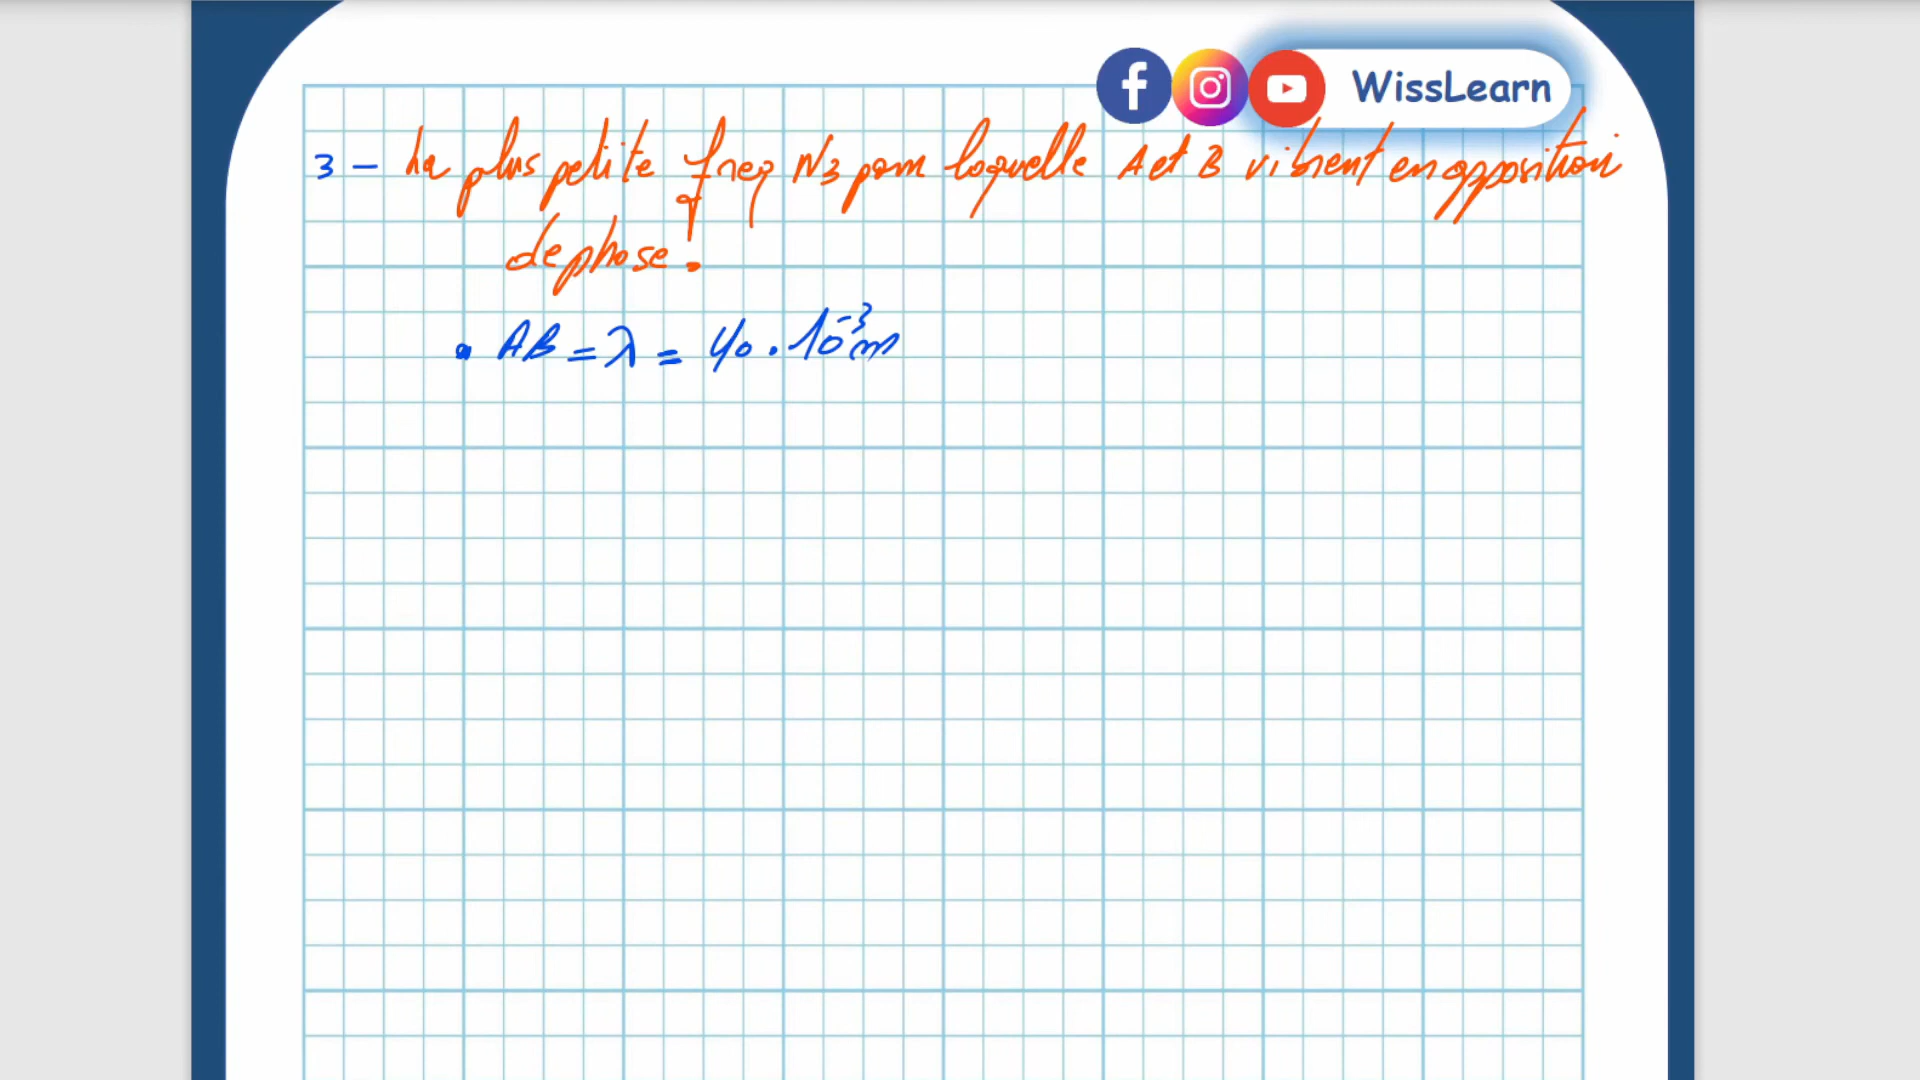 WissLearn
3 - La plus petite freq N3 pour laquelle A et B vibrent en opposition
de phase.
• AB = λ = 40 . 10⁻³ m